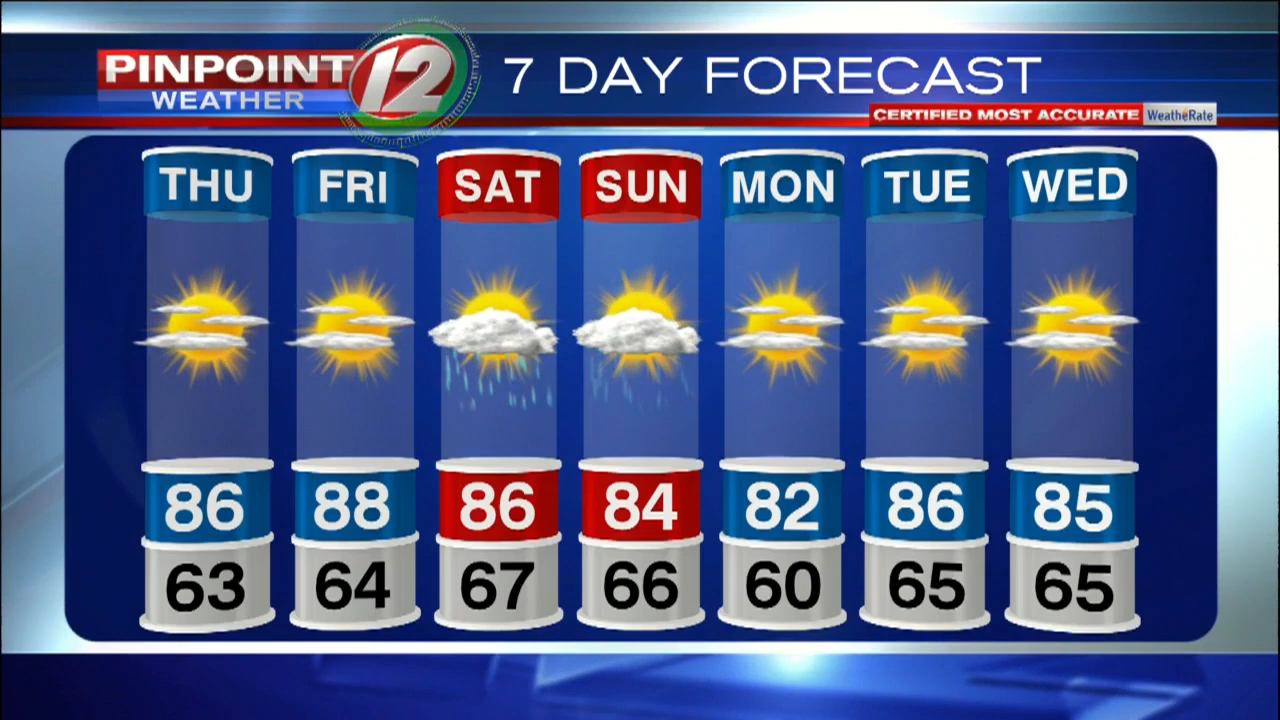 PINPOINT 12
WEATHER
7 DAY FORECAST
CERTIFIED MOST ACCURATE WeatheRate
THU FRI SAT SUN MON TUE WED
86 88 86 84 82 86 85
63 64 67 66 60 65 65